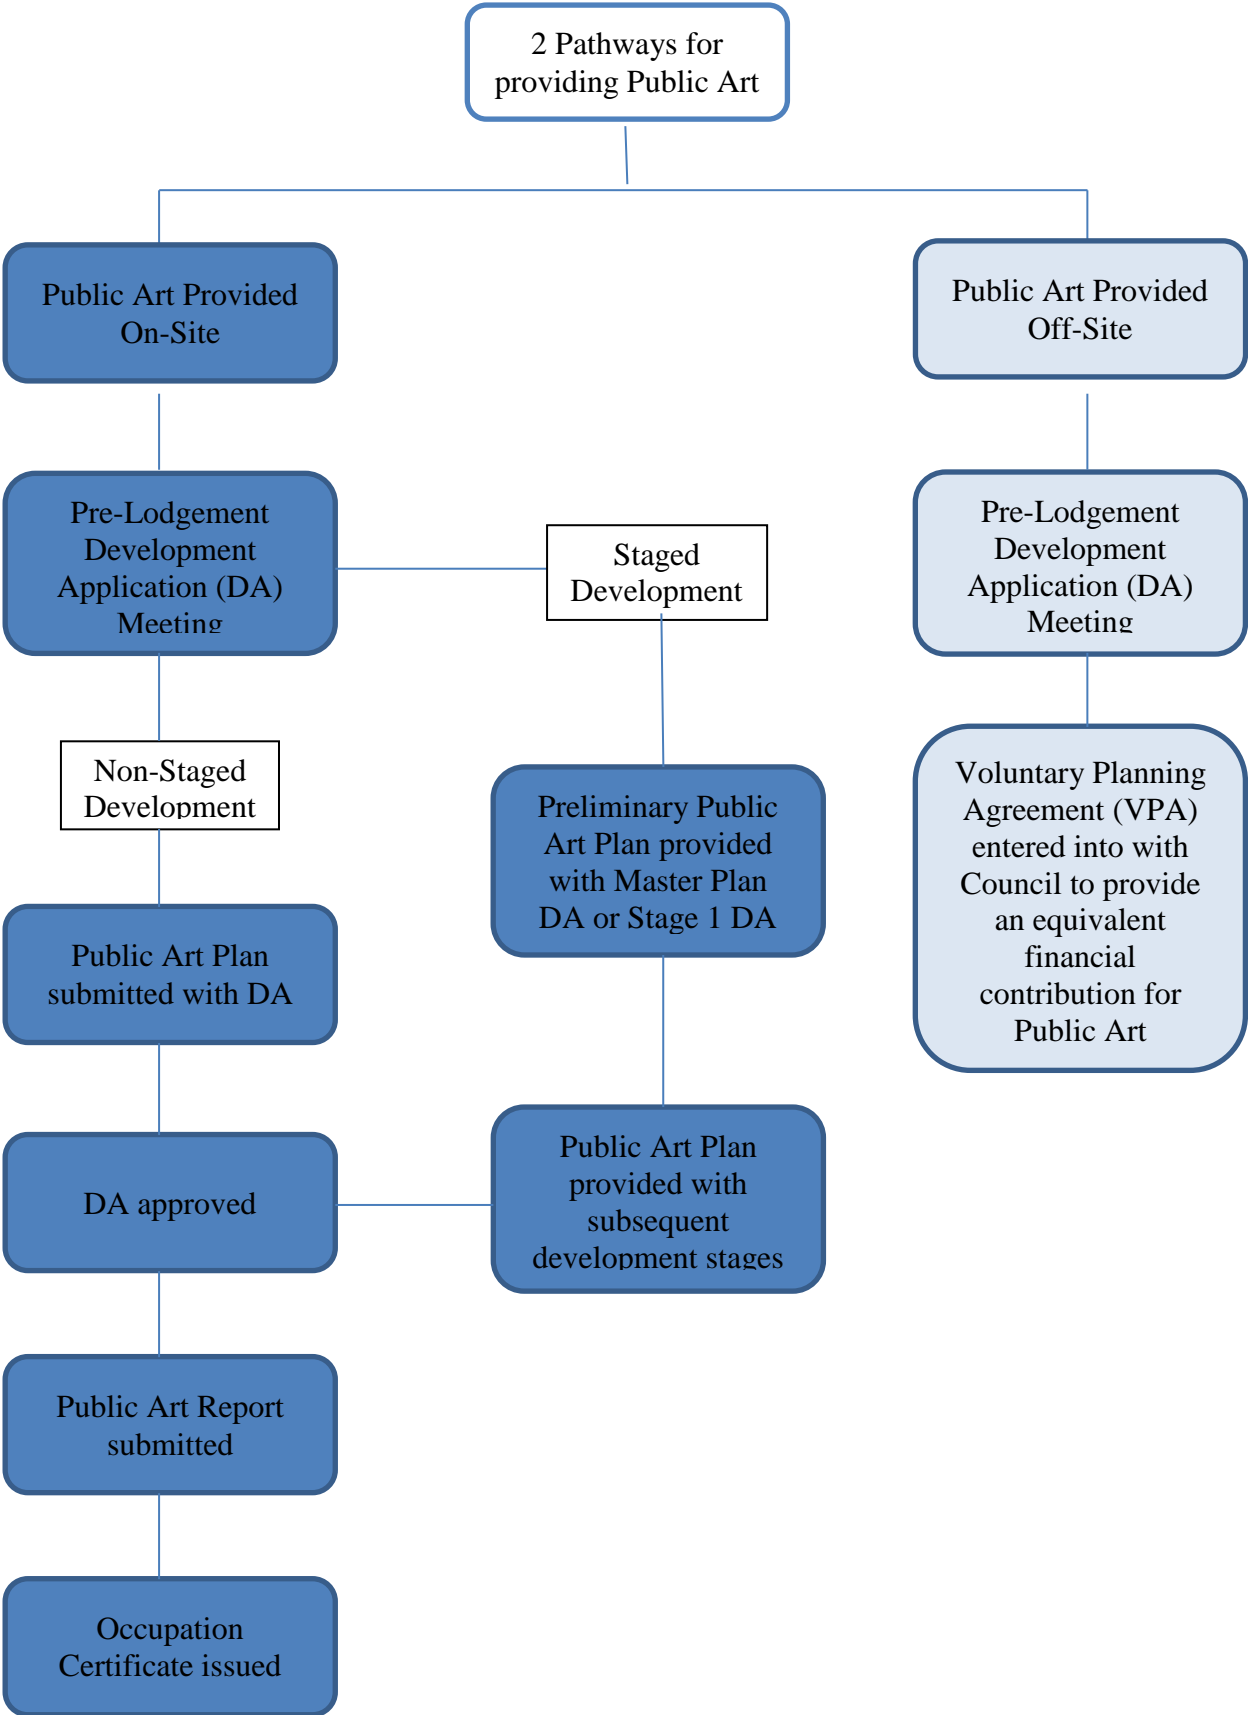 2 Pathways for
providing Public Art
Public Art Provided
On-Site
Public Art Provided
Off-Site
Pre-Lodgement
Development
Application (DA)
Meeting
Staged
Development
Pre-Lodgement
Development
Application (DA)
Meeting
Non-Staged
Development
Preliminary Public
Art Plan provided
with Master Plan
DA or Stage 1 DA
Voluntary Planning
Agreement (VPA)
entered into with
Council to provide
an equivalent
financial
contribution for
Public Art
Public Art Plan
submitted with DA
DA approved
Public Art Plan
provided with
subsequent
development stages
Public Art Report
submitted
Occupation
Certificate issued